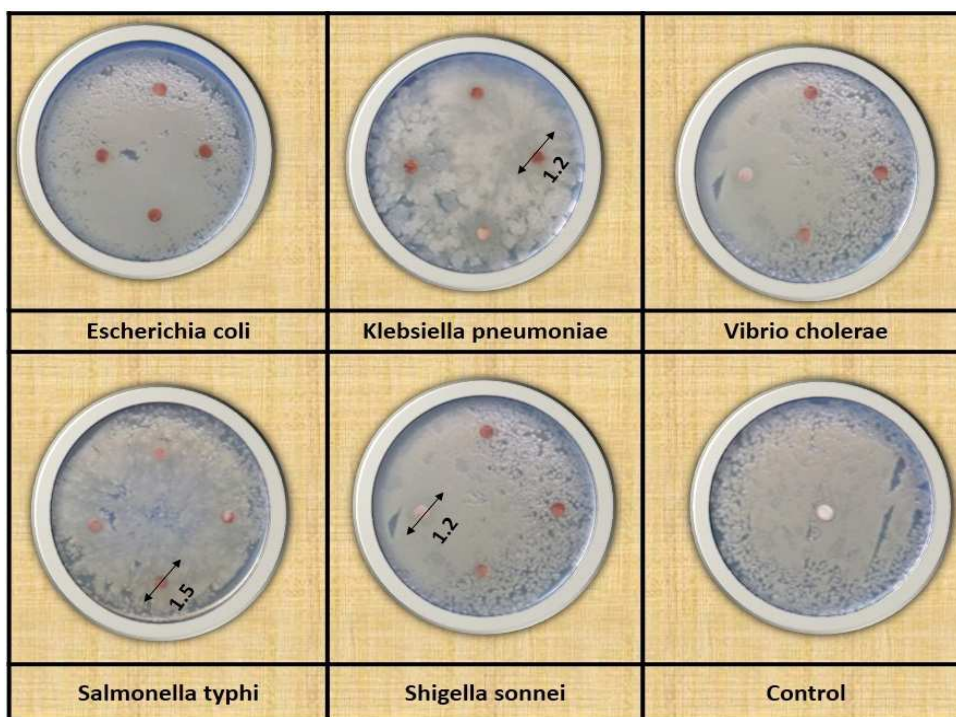 1.2
Escherichia coli
Klebsiella pneumoniae
Vibrio cholerae
1.5
1.2
Salmonella typhi
Shigella sonnei
Control